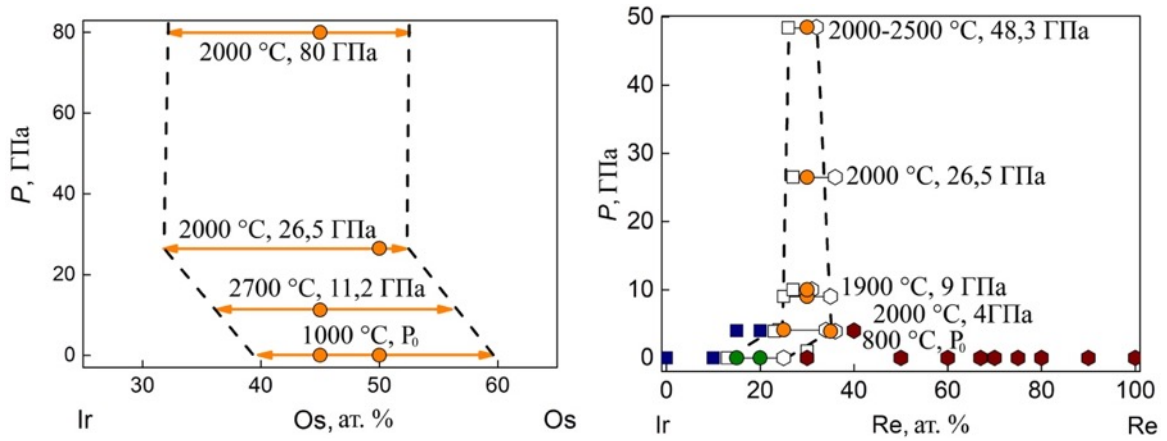 80
60
40
20
0
P, ГПа
2000 °C, 80 ГПа
2000 °C, 26,5 ГПа
2700 °C, 11,2 ГПа
1000 °C, P₀
30 40 50 60
Ir Os, ат. % Os
50
40
30
20
10
0
P, ГПа
2000-2500 °C, 48,3 ГПа
2000 °C, 26,5 ГПа
1900 °C, 9 ГПа
2000 °C, 4ГПа
800 °C, P₀
0 20 40 60 80 100
Ir Re, ат. % Re